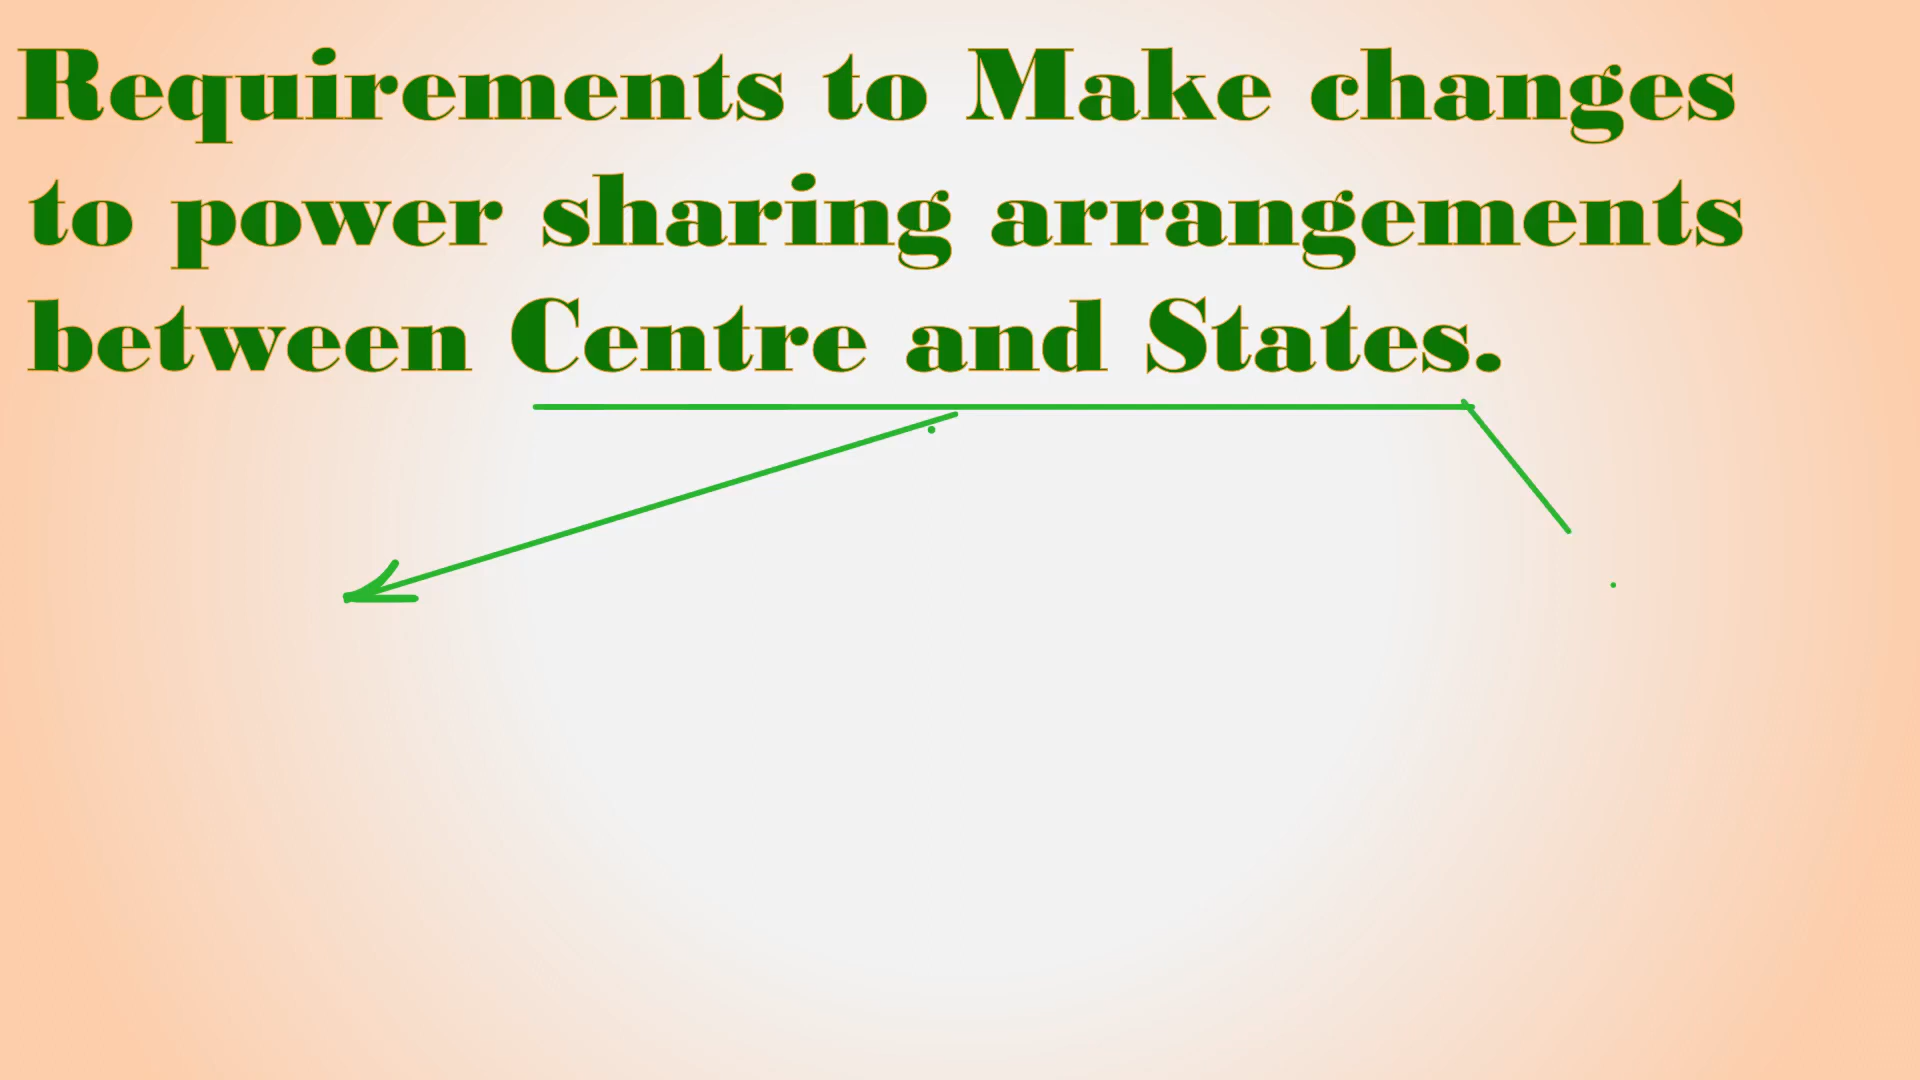 Requirements to Make changes
to power sharing arrangements
between Centre and States.